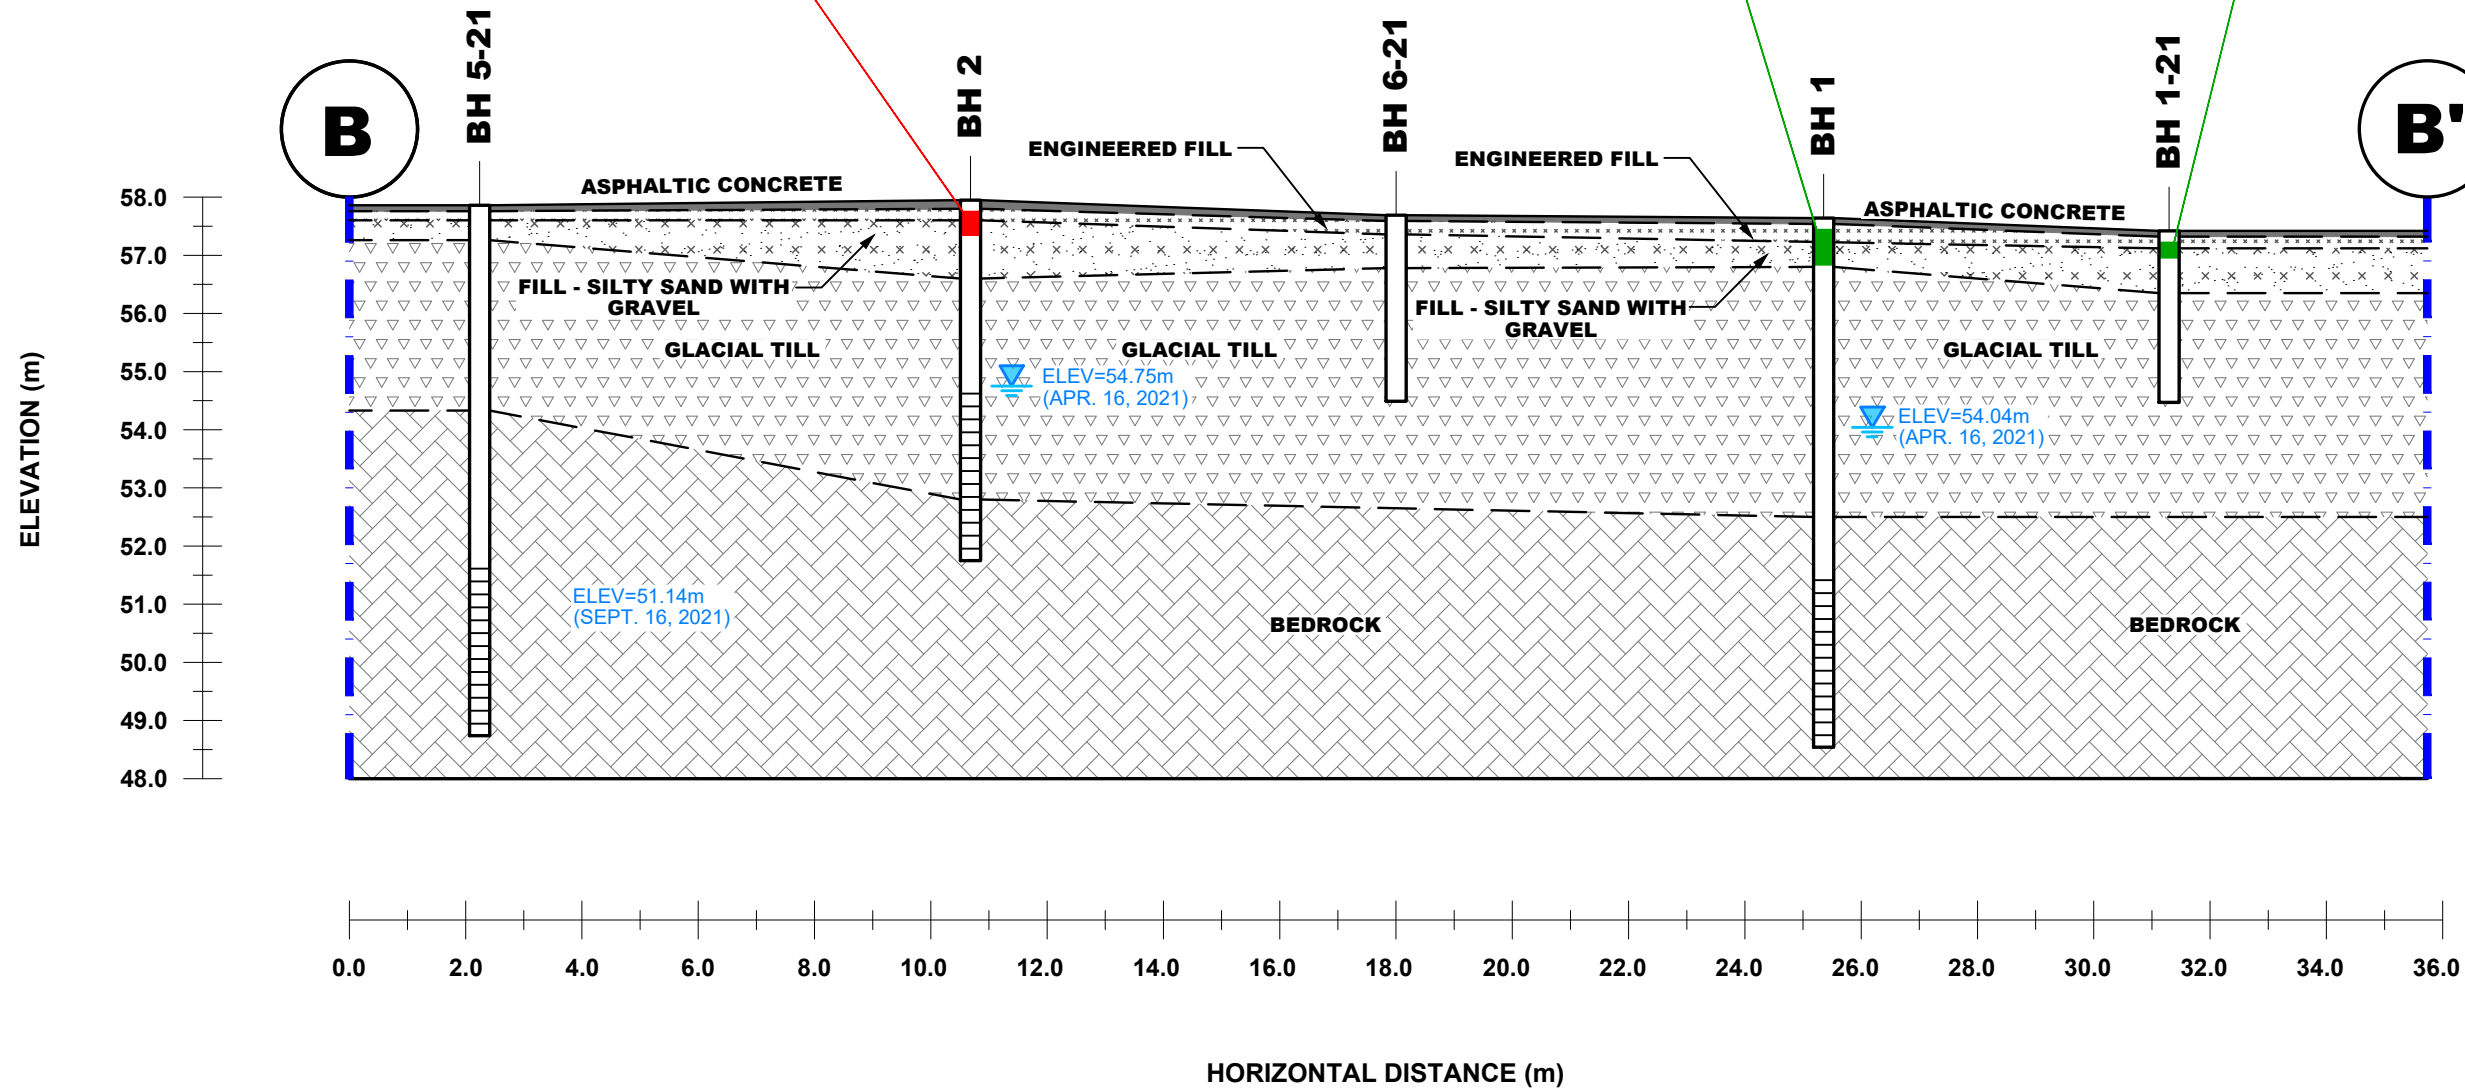 BH 5-21
BH 2
BH 6-21
BH 1
BH 1-21
B
B'
ENGINEERED FILL
ENGINEERED FILL
ASPHALTIC CONCRETE
ASPHALTIC CONCRETE
58.0
57.0
56.0
55.0
54.0
53.0
52.0
51.0
50.0
49.0
48.0
ELEVATION (m)
FILL - SILTY SAND WITH
GRAVEL
FILL - SILTY SAND WITH
GRAVEL
GLACIAL TILL
GLACIAL TILL
GLACIAL TILL
ELEV=54.75m
(APR. 16, 2021)
ELEV=54.04m
(APR. 16, 2021)
ELEV=51.14m
(SEPT. 16, 2021)
BEDROCK
BEDROCK
0.0 2.0 4.0 6.0 8.0 10.0 12.0 14.0 16.0 18.0 20.0 22.0 24.0 26.0 28.0 30.0 32.0 34.0 36.0
HORIZONTAL DISTANCE (m)